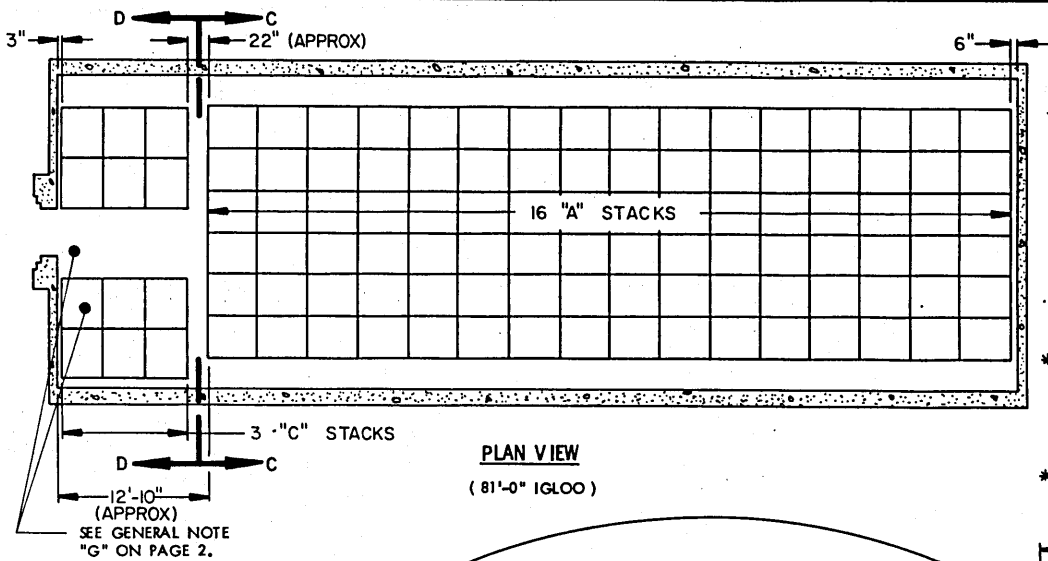 D C
3" 22" (APPROX) 6"
16 "A" STACKS
3 "C" STACKS
D C
PLAN VIEW
(81'-0" IGLOO)
12'-10"
(APPROX)
SEE GENERAL NOTE
"G" ON PAGE 2.
*
*